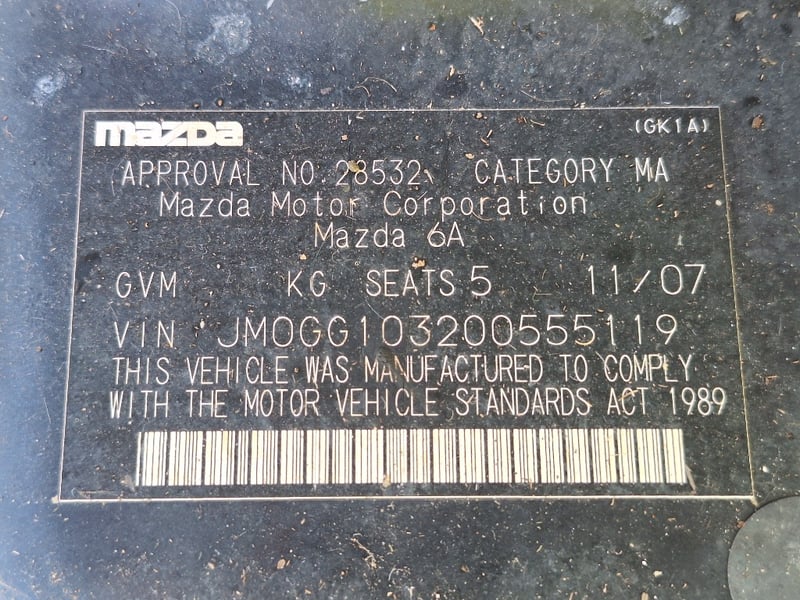 mazda (GK1A)
APPROVAL NO. 28532 CATEGORY MA
Mazda Motor Corporation
Mazda 6A
GVM KG SEATS 5 11/07
VIN JM0GG103200555119
THIS VEHICLE WAS MANUFACTURED TO COMPLY
WITH THE MOTOR VEHICLE STANDARDS ACT 1989